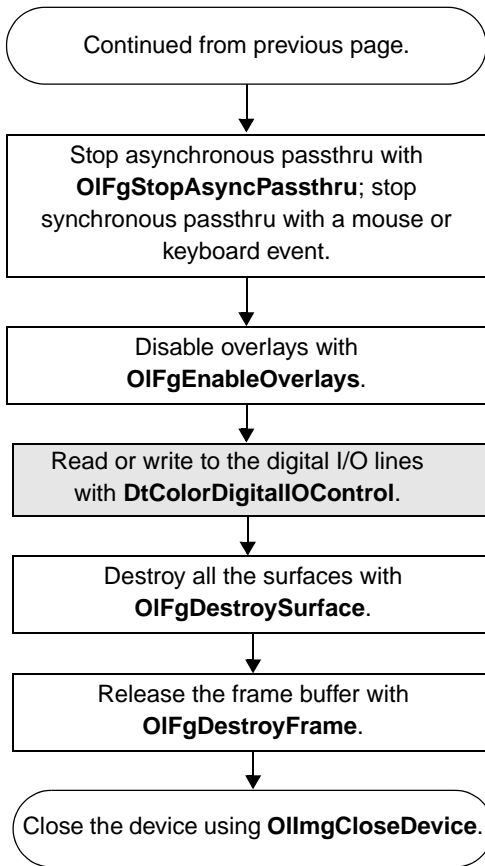 Continued from previous page.
Stop asynchronous passthru with
OlFgStopAsyncPassthru; stop
synchronous passthru with a mouse or
keyboard event.
Disable overlays with
OlFgEnableOverlays.
Read or write to the digital I/O lines
with DtColorDigitalIOControl.
Destroy all the surfaces with
OlFgDestroySurface.
Release the frame buffer with
OlFgDestroyFrame.
Close the device using OlImgCloseDevice.